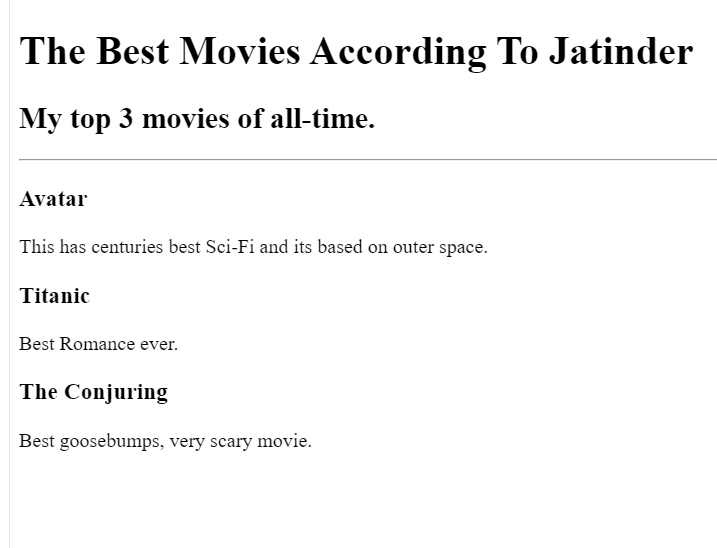 The Best Movies According To Jatinder
My top 3 movies of all-time.
Avatar
This has centuries best Sci-Fi and its based on outer space.
Titanic
Best Romance ever.
The Conjuring
Best goosebumps, very scary movie.